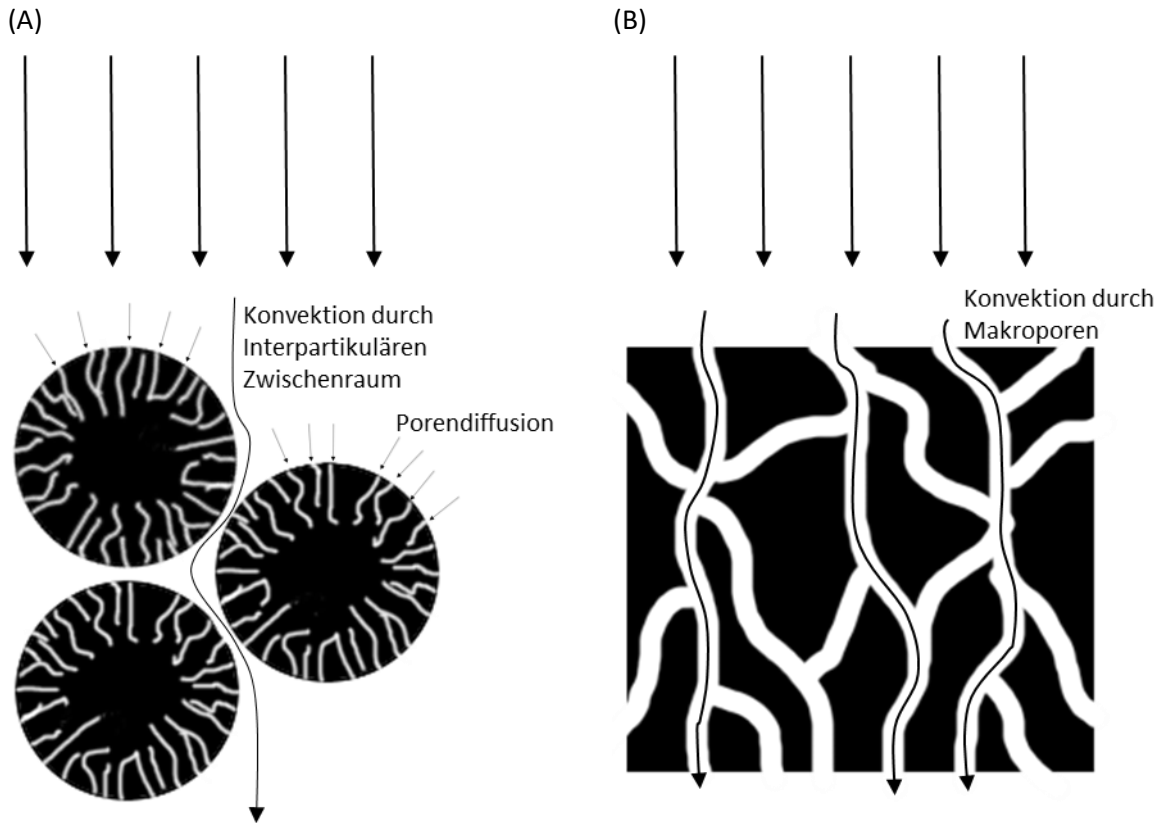 (A)
(B)
Konvektion durch
Interpartikulären
Zwischenraum
Porendiffusion
Konvektion durch
Makroporen